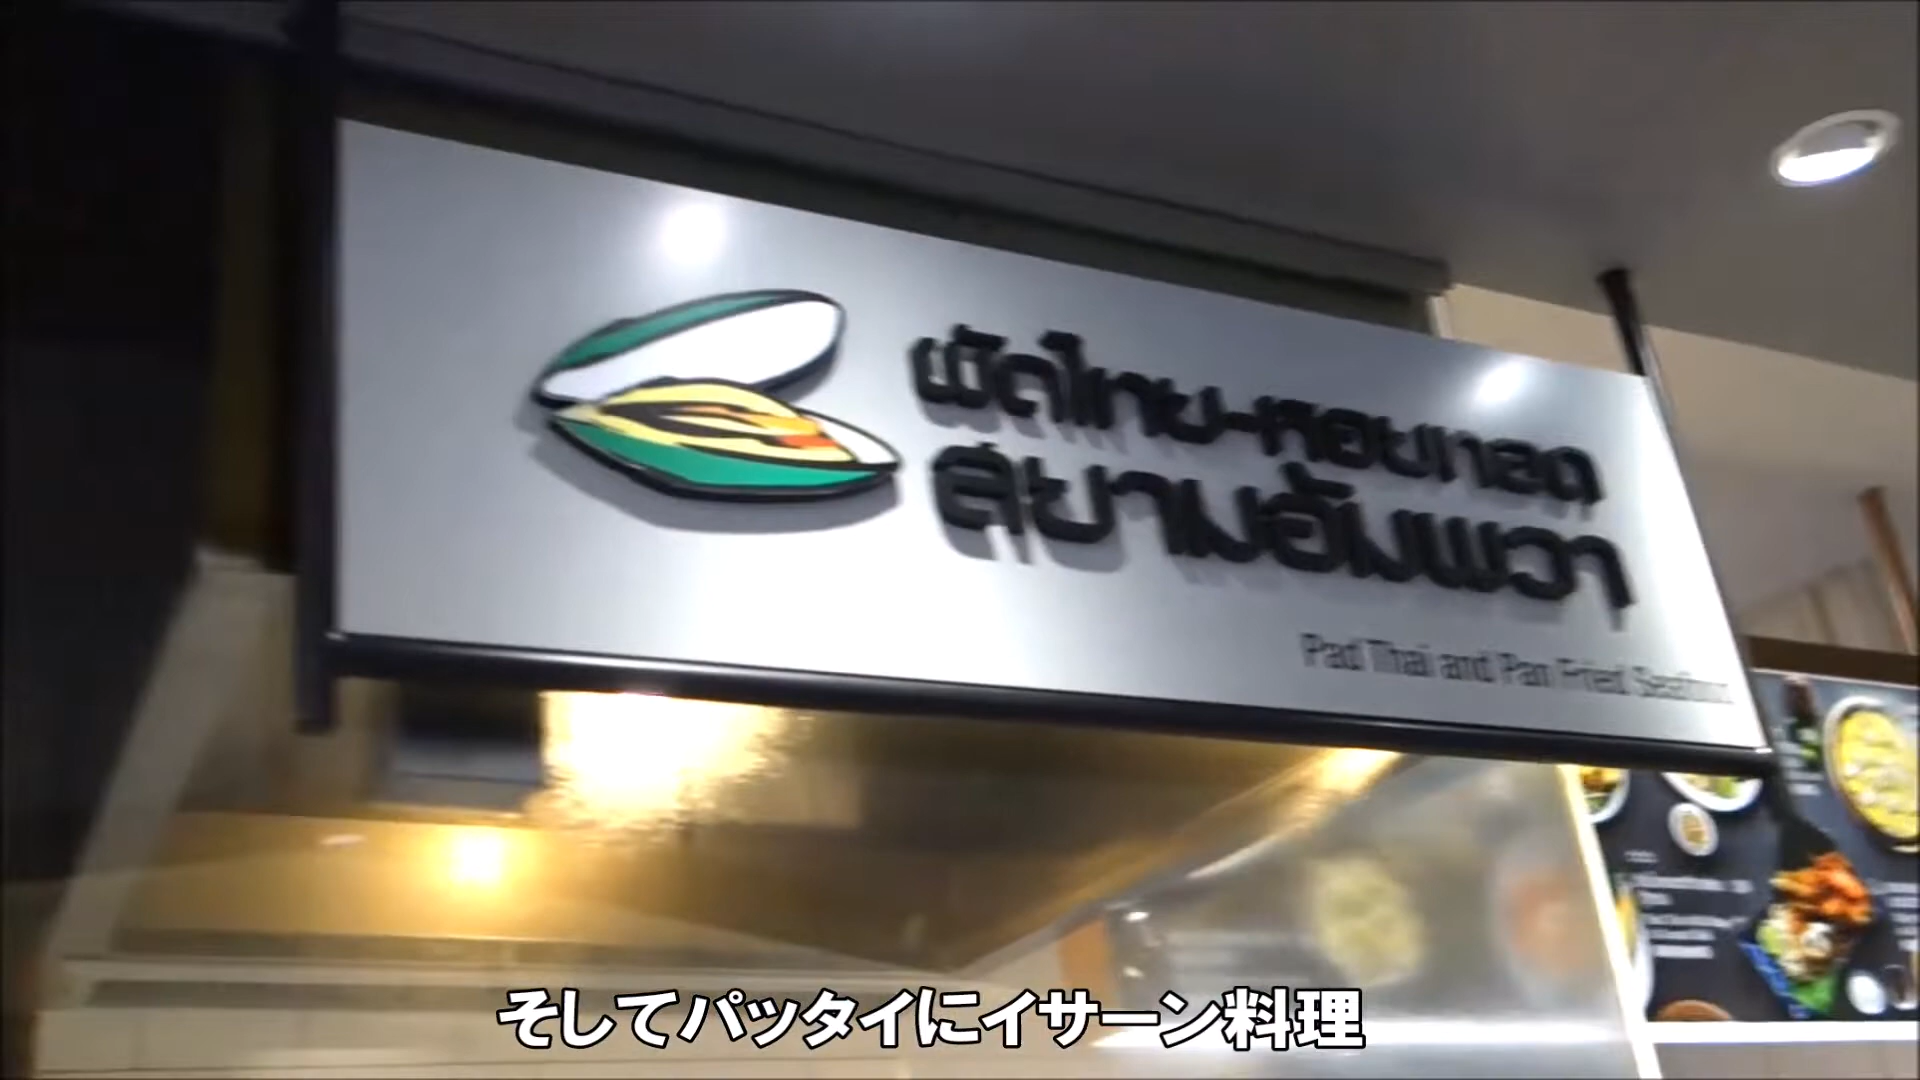 ผัดไทย-หอยทอด
สยามอัมพวา
Pad Thai and Pan Fried Seafood
そしてパッタイにイサーン料理